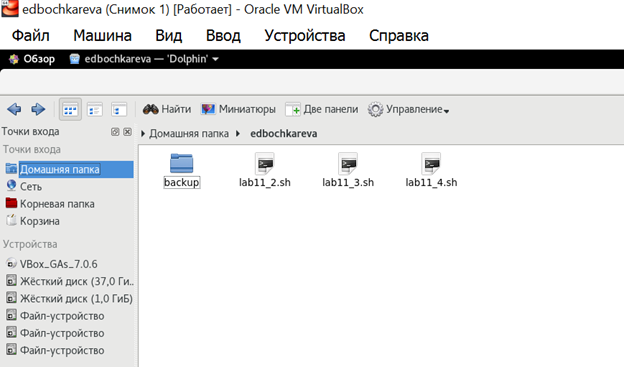 edbochkareva (Снимок 1) [Работает] - Oracle VM VirtualBox
Файл Машина Вид Ввод Устройства Справка
Обзор edbochkareva — 'Dolphin'
Найти Миниатюры Две панели Управление
Точки входа
Домашняя папка edbochkareva
Точки входа
Домашняя папка
Сеть
Корневая папка
Корзина
Устройства
VBox_GAs_7.0.6
Жёсткий диск (37,0 Ги...
Жёсткий диск (1,0 ГиБ)
Файл-устройство
Файл-устройство
Файл-устройство
backup lab11_2.sh lab11_3.sh lab11_4.sh